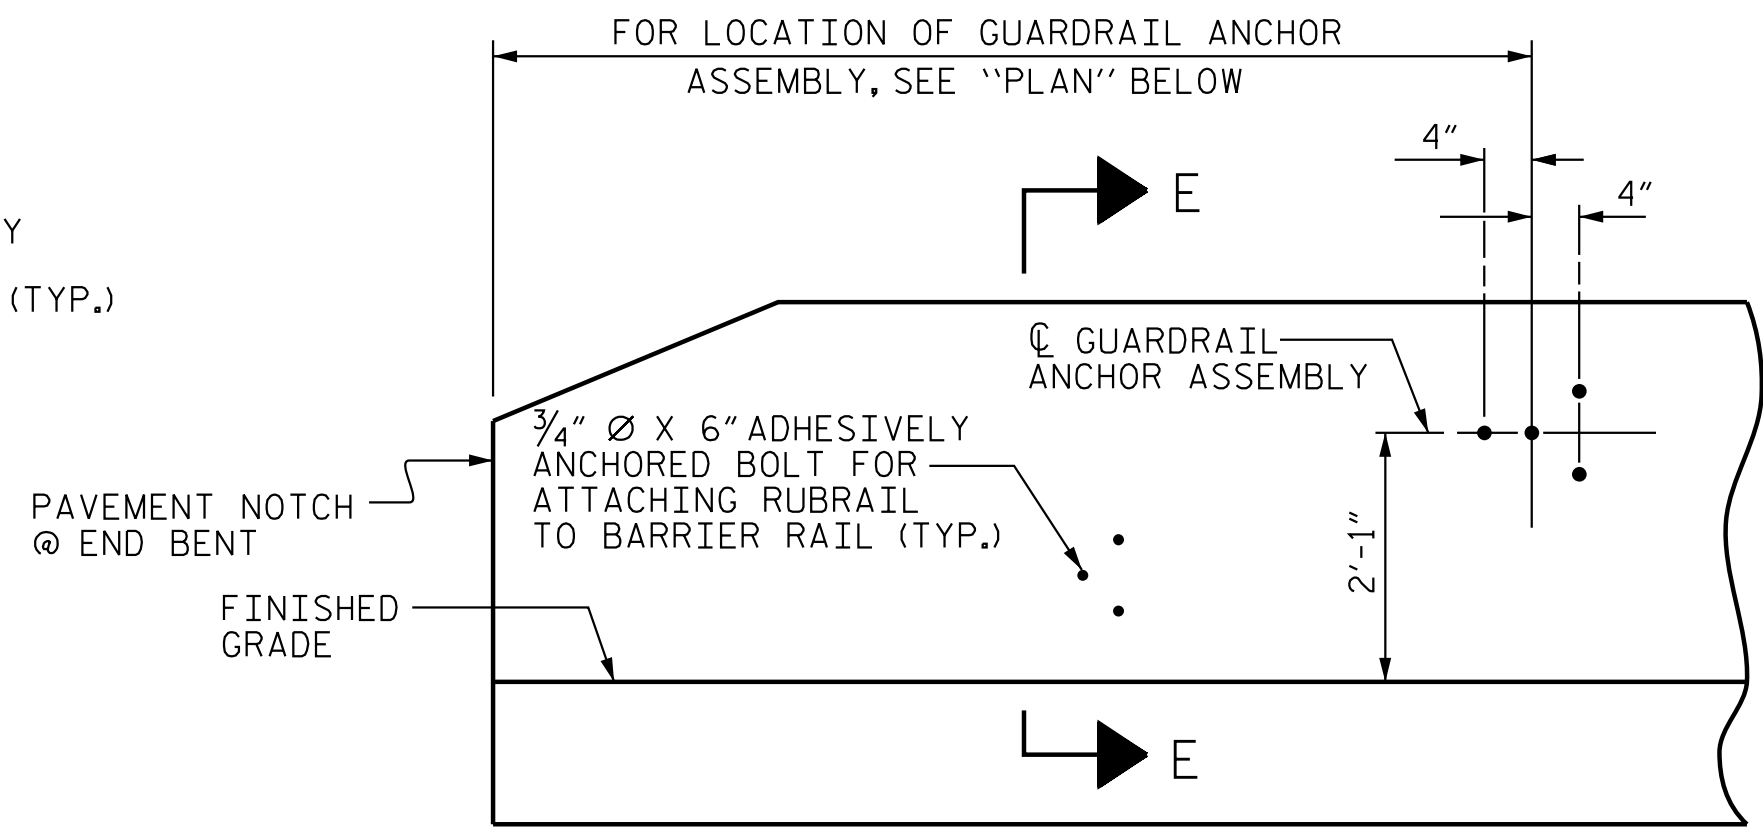 FOR LOCATION OF GUARDRAIL ANCHOR
ASSEMBLY, SEE "PLAN" BELOW
4"
4"
E
Y
(TYP.)
℄ GUARDRAIL
ANCHOR ASSEMBLY
3/4" Ø X 6" ADHESIVELY
ANCHORED BOLT FOR
ATTACHING RUBRAIL
TO BARRIER RAIL (TYP.)
PAVEMENT NOTCH
@ END BENT
2'-1"
FINISHED
GRADE
E